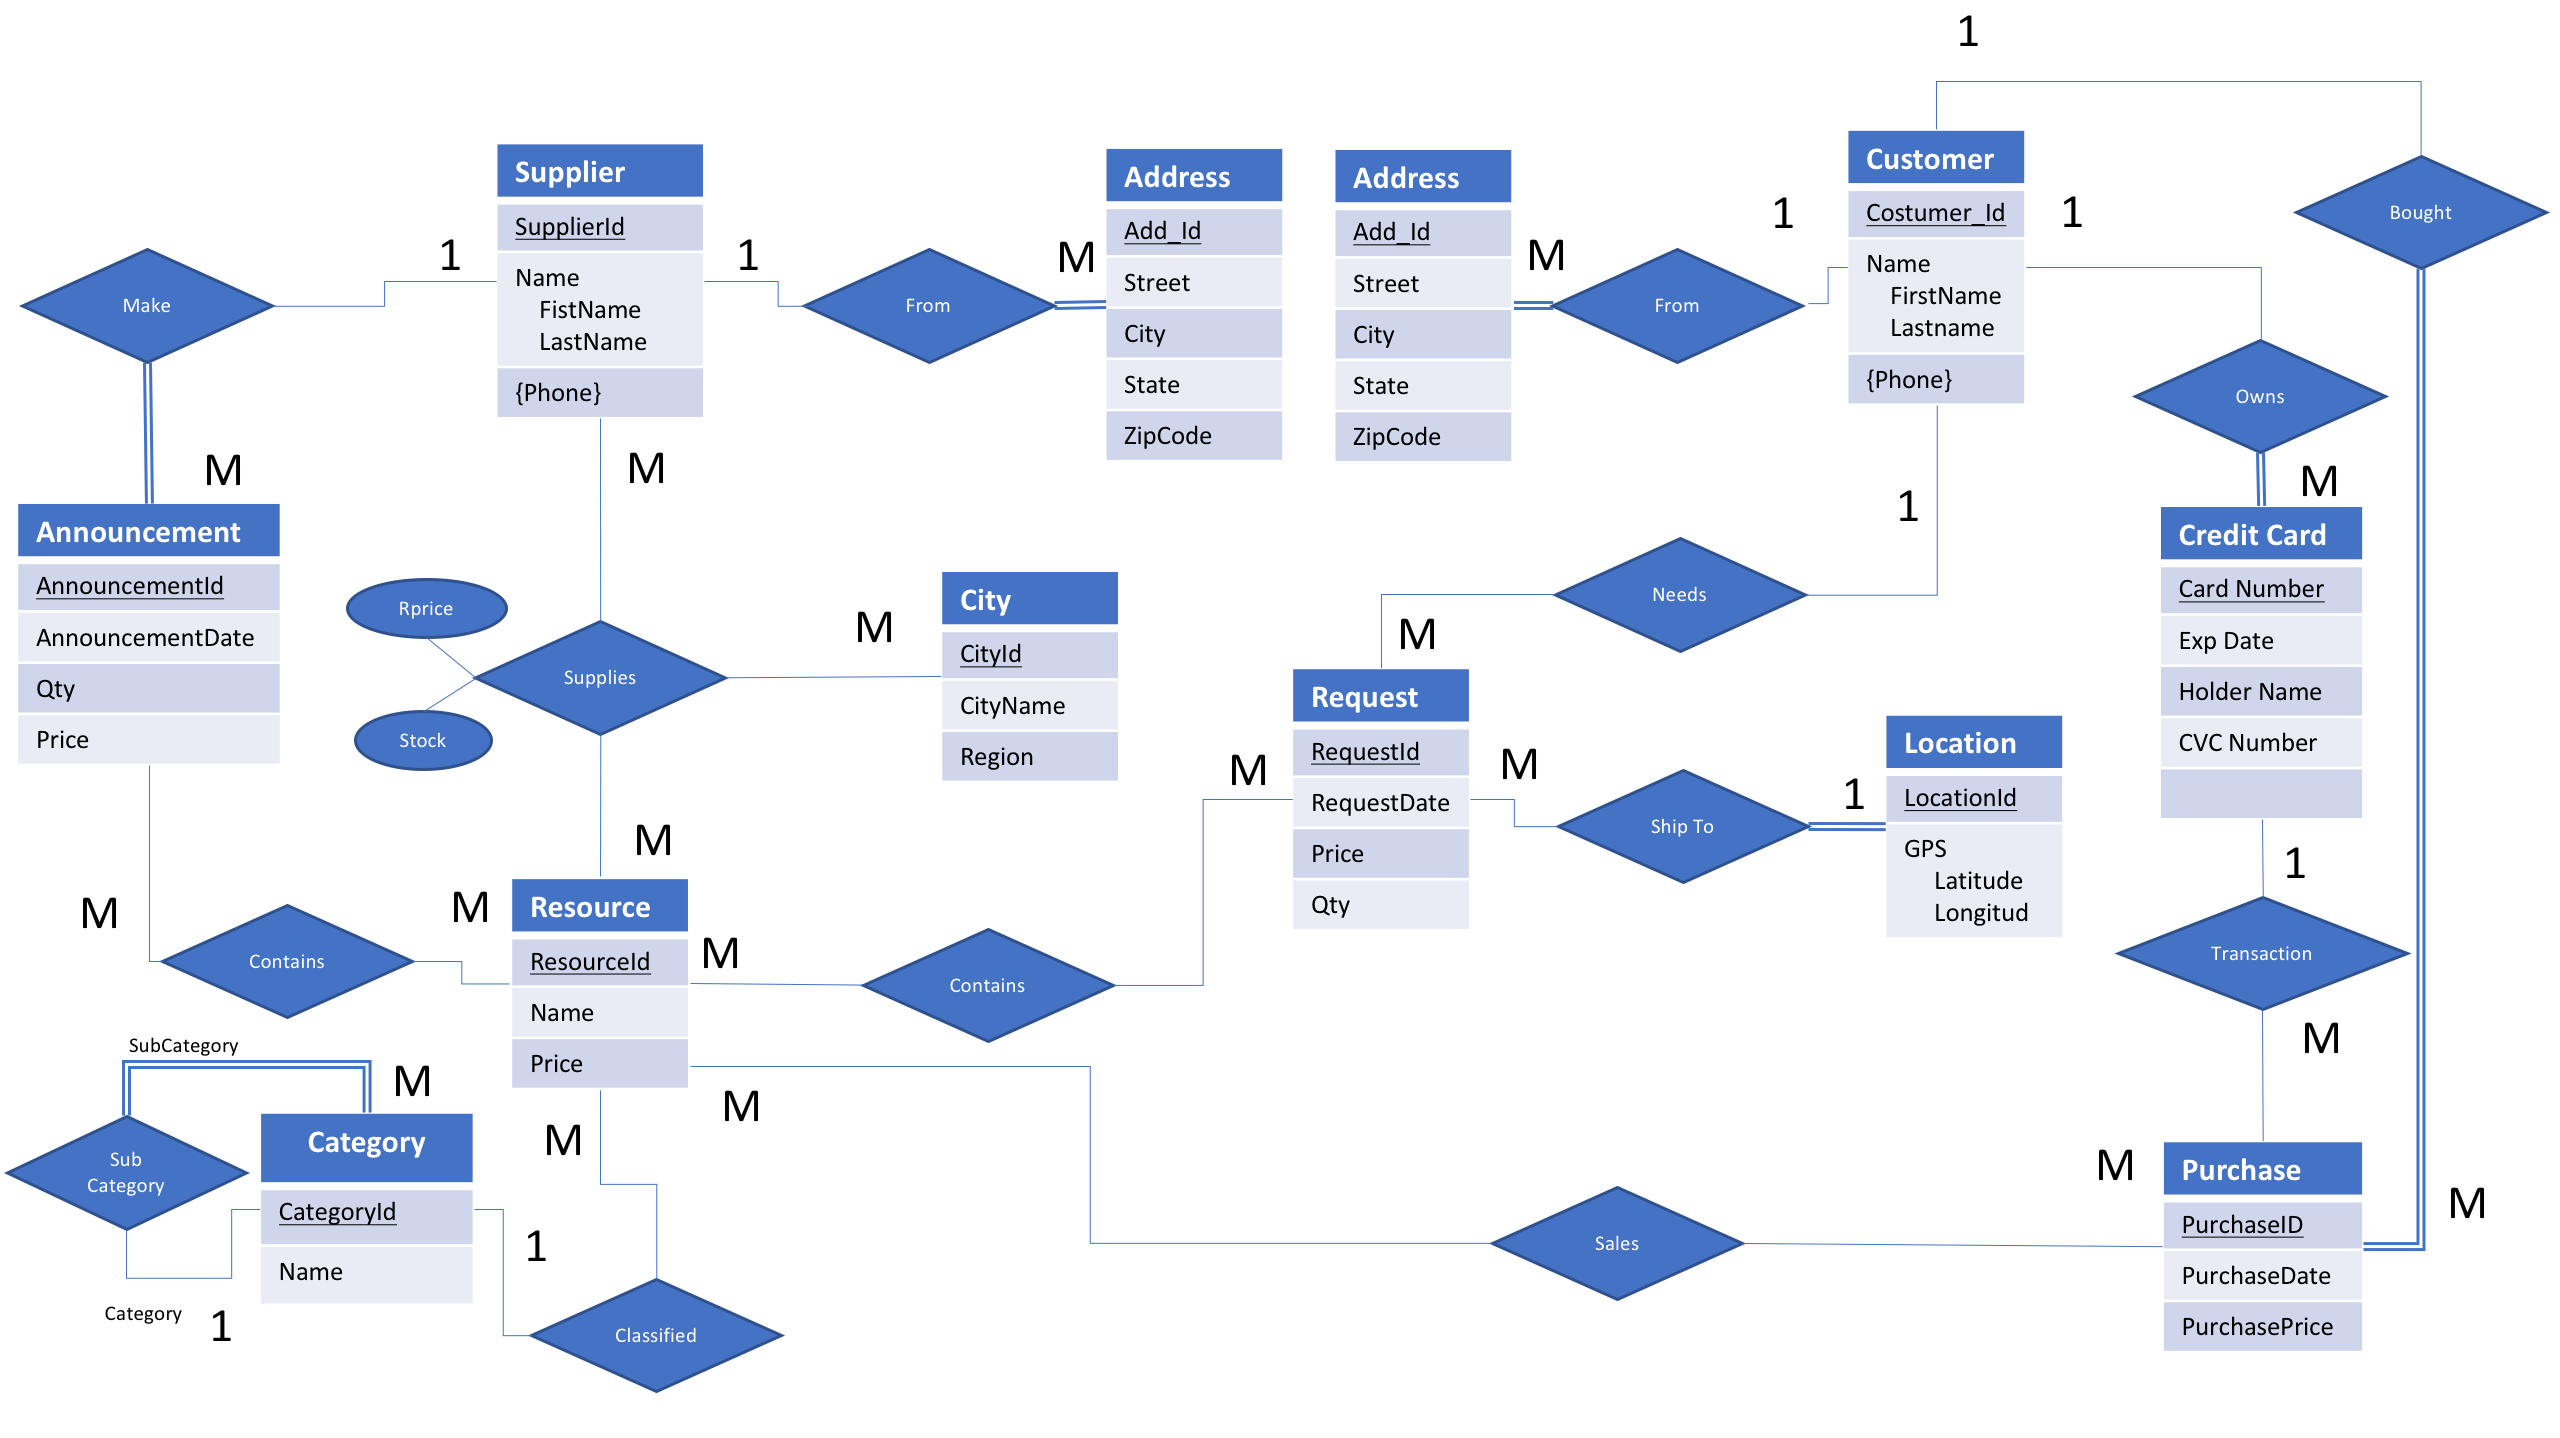 1
Supplier
SupplierId
Name
FistName
LastName
{Phone}
Address
Add_Id
Street
City
State
ZipCode
Address
Add_Id
Street
City
State
ZipCode
Customer
Costumer_Id
Name
FirstName
Lastname
{Phone}
Bought
Make
1
1
From
M
M
From
1
1
Owns
M
M
1
M
Announcement
AnnouncementId
AnnouncementDate
Qty
Price
Rprice
Stock
Supplies
M
City
CityId
CityName
Region
Needs
M
Credit Card
Card Number
Exp Date
Holder Name
CVC Number
Request
RequestId
RequestDate
Price
Qty
M
M
Ship To
1
Location
LocationId
GPS
Latitude
Longitud
M
1
M
Contains
M
Resource
ResourceId
Name
Price
M
Contains
Transaction
M
SubCategory
M
Sub
Category
Category
CategoryId
Name
Category
1
M
M
1
Classified
Sales
M
Purchase
PurchaseID
PurchaseDate
PurchasePrice
M